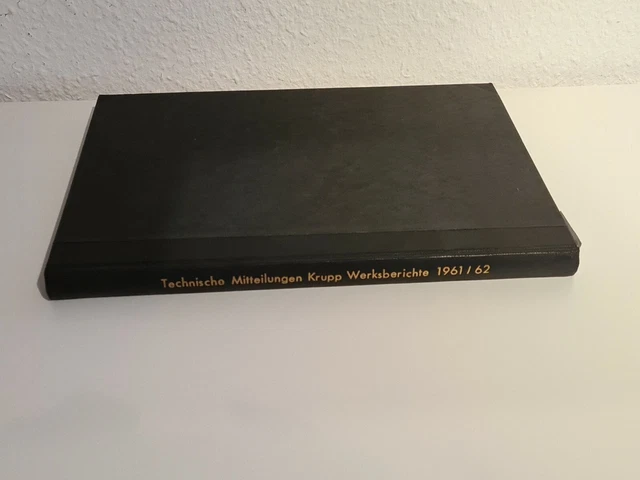 Technische Mitteilungen Krupp Werksberichte 1961 / 62